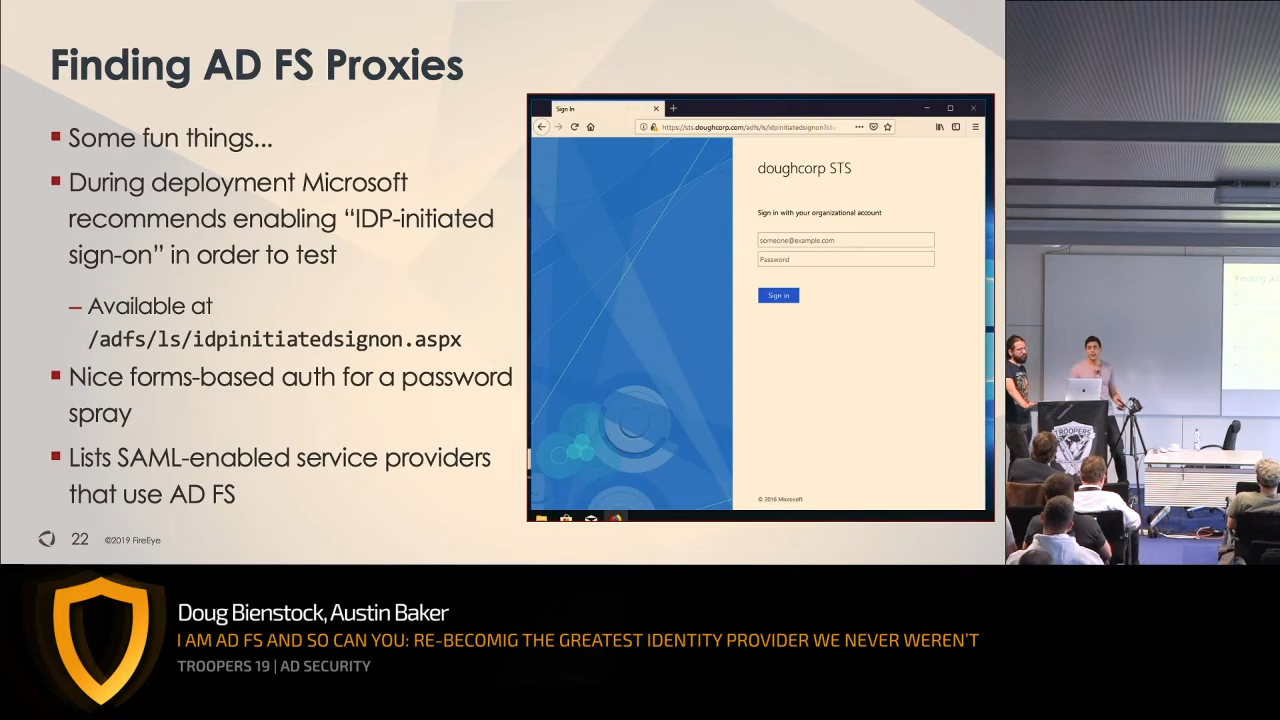 Finding AD FS Proxies
Some fun things...
During deployment Microsoft
recommends enabling “IDP-initiated
sign-on” in order to test
– Available at
/adfs/ls/idpinitiatedsignon.aspx
Nice forms-based auth for a password
spray
Lists SAML-enabled service providers
that use AD FS
22 ©2019 FireEye
Sign In
https://sts.doughcorp.com/adfs/ls/idpinitiatedsignon?
doughcorp STS
Sign in with your organizational account
someone@example.com
Password
Sign in
© 2016 Microsoft
Finding A
TROOPERS
Doug Bienstock, Austin Baker
I AM AD FS AND SO CAN YOU: RE-BECOMIG THE GREATEST IDENTITY PROVIDER WE NEVER WEREN'T
TROOPERS 19 | AD SECURITY